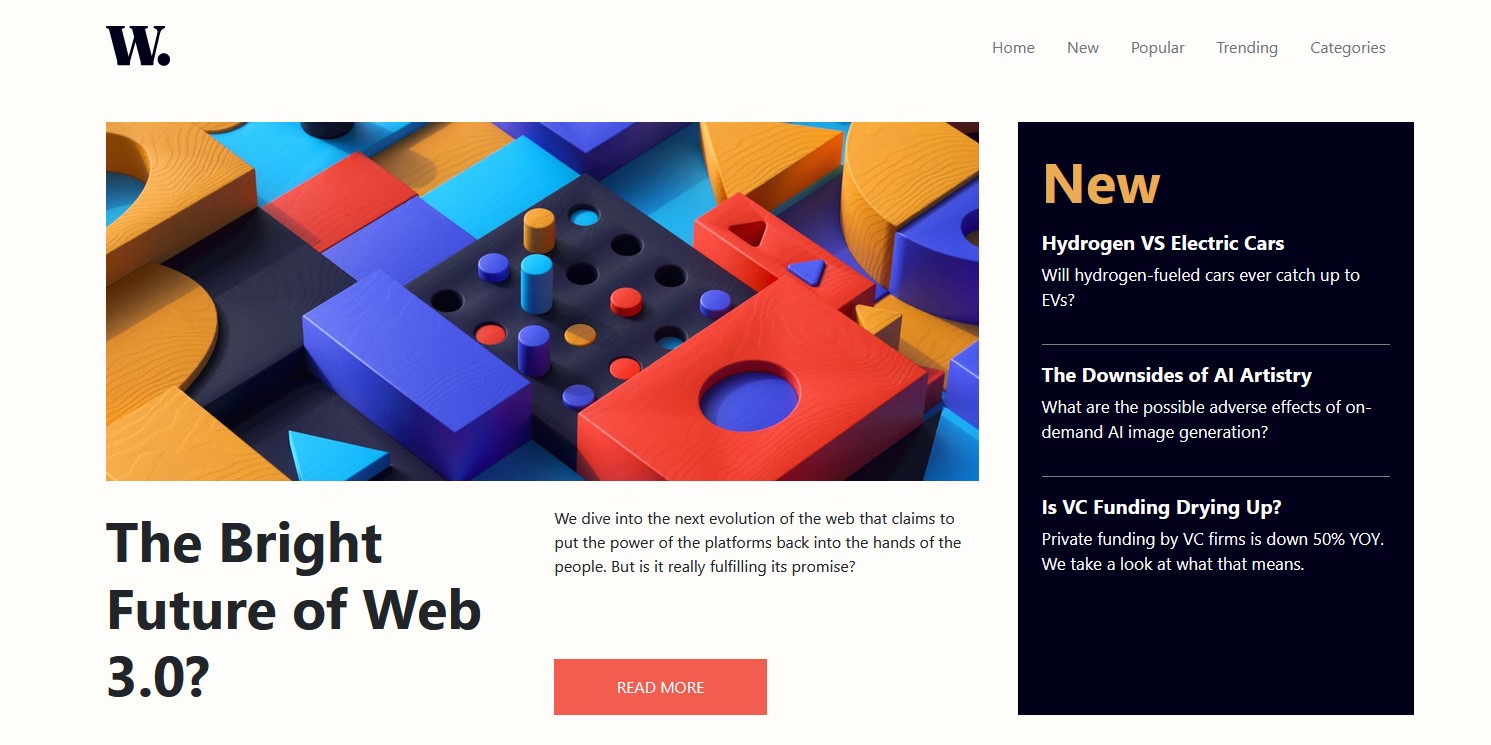 W.
Home
New
Popular
Trending
Categories
The Bright
Future of Web
3.0?
We dive into the next evolution of the web that claims to
put the power of the platforms back into the hands of the
people. But is it really fulfilling its promise?
READ MORE
New
Hydrogen VS Electric Cars
Will hydrogen-fueled cars ever catch up to
EVs?
The Downsides of AI Artistry
What are the possible adverse effects of on-
demand AI image generation?
Is VC Funding Drying Up?
Private funding by VC firms is down 50% YOY.
We take a look at what that means.